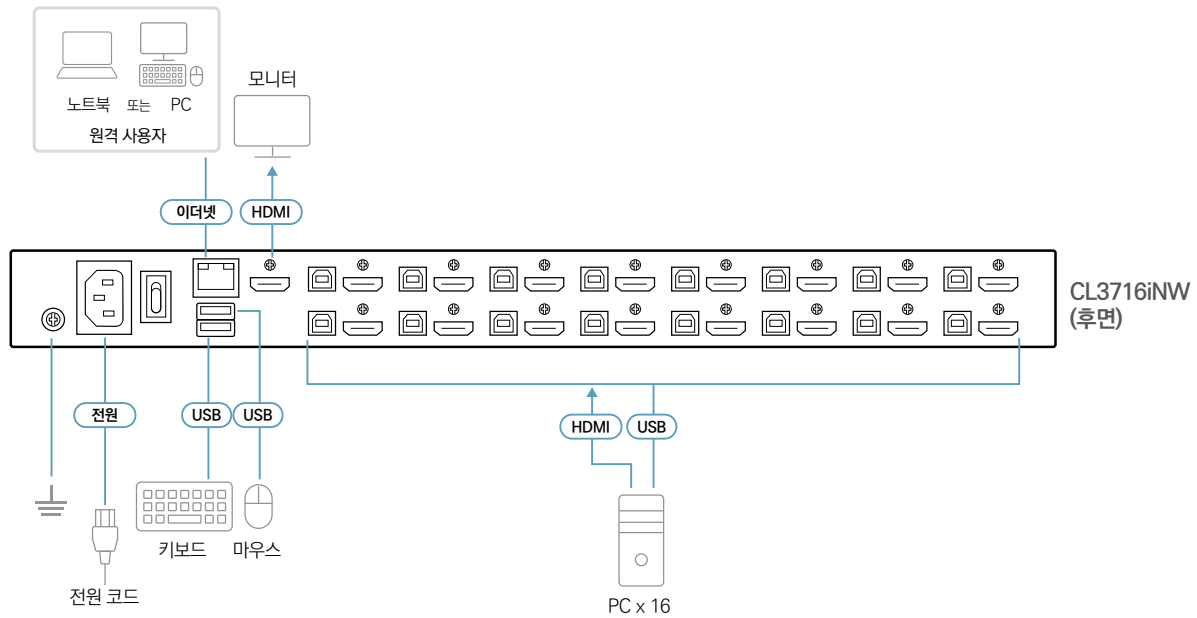 노트북 또는 PC
원격 사용자
모니터
이더넷
HDMI
CL3716iNW
(후면)
전원
USB
USB
HDMI
USB
키보드
마우스
전원 코드
PC x 16